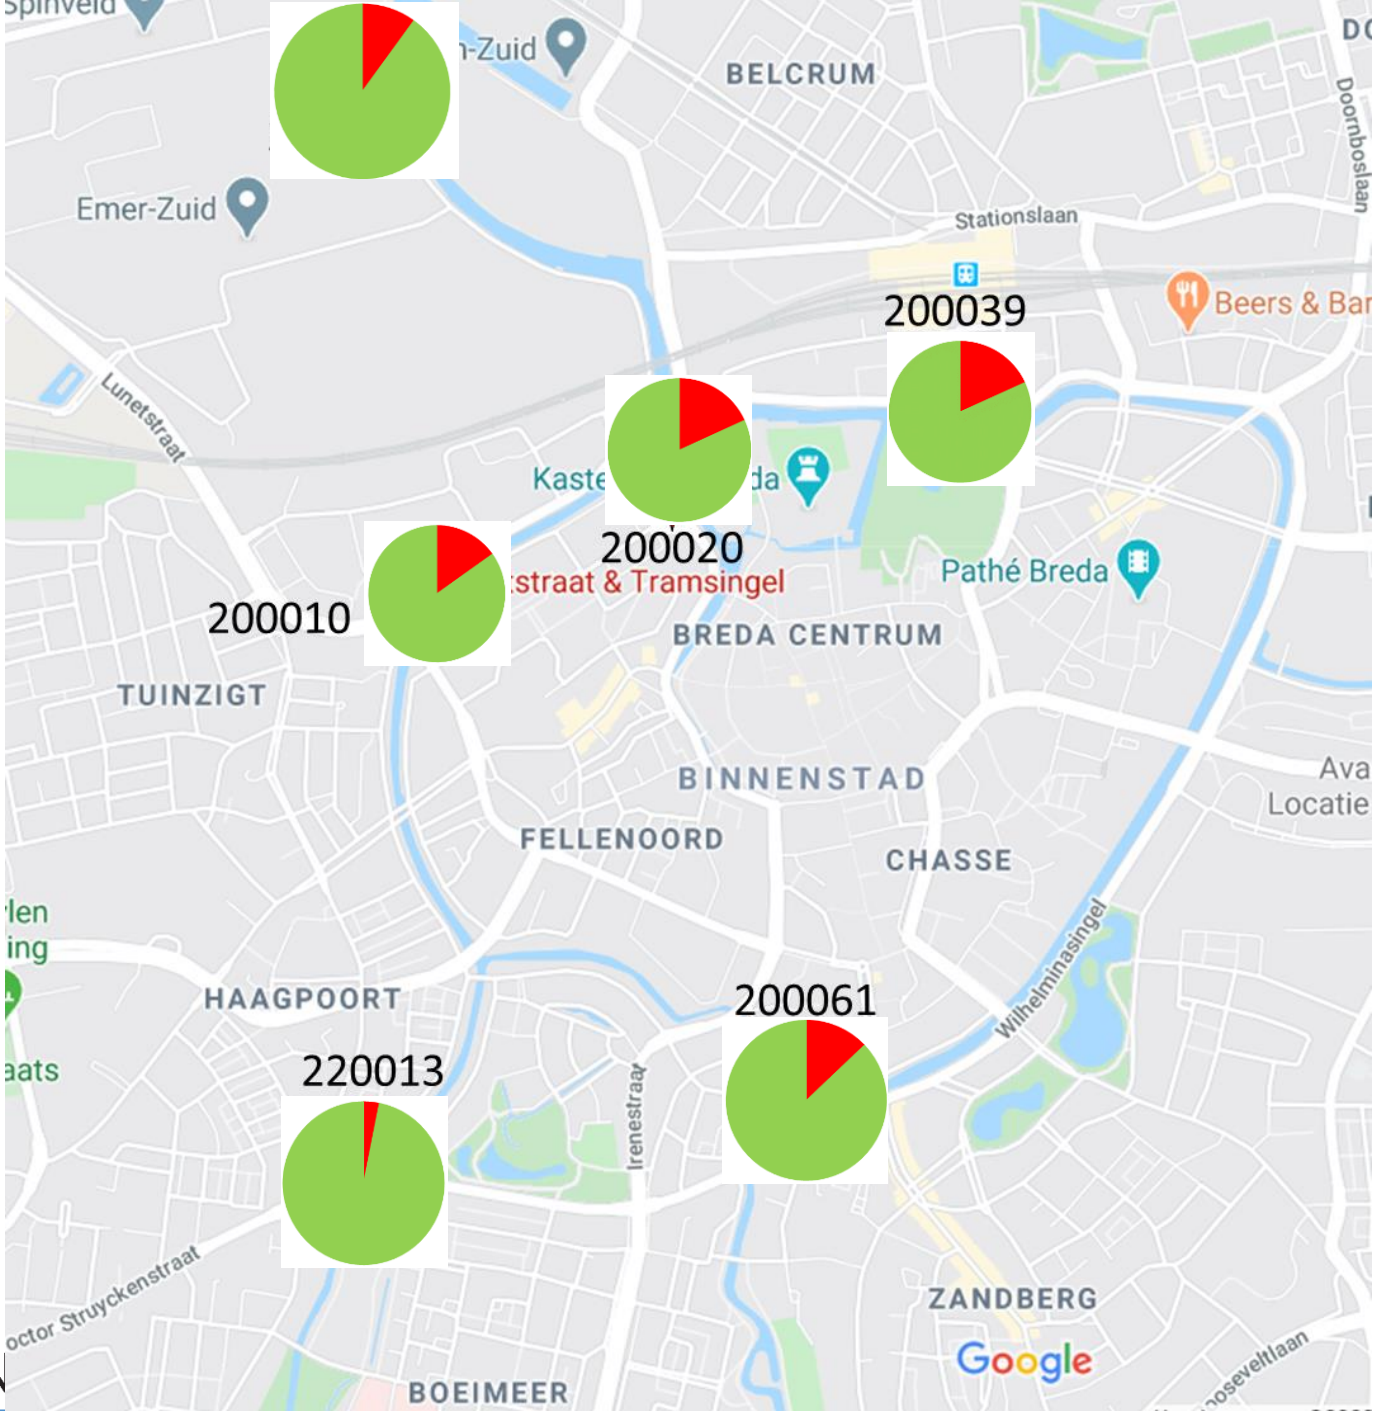 Spinveld
n-Zuid
BELCRUM
DO
Doornboslaan
Emer-Zuid
Stationslaan
200039
Beers & Bar
Lunetstraat
Kaste
da
200020
straat & Tramsingel
Pathé Breda
200010
BREDA CENTRUM
TUINZIGT
BINNENSTAD
Ava
Locatie
FELLENOORD
CHASSE
len
ing
Wilhelminasingel
HAAGPOORT
200061
220013
aats
Irenestraat
octor Struyckenstraat
ZANDBERG
Google
ooseveltlaan
BOEIMEER